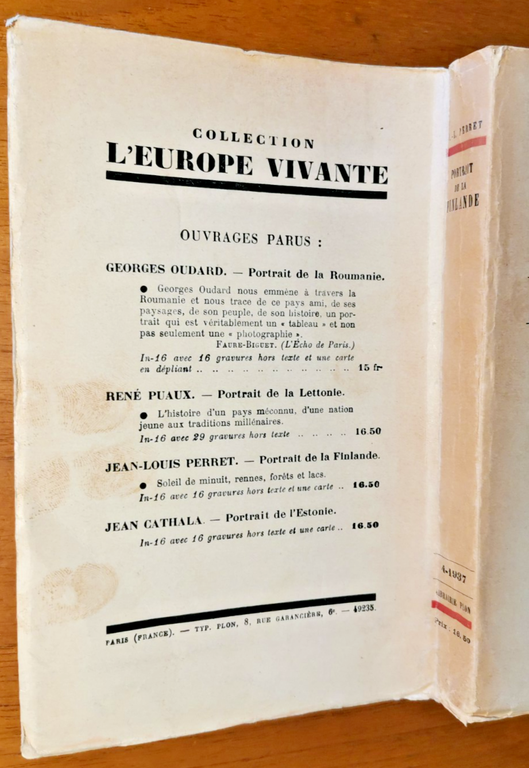 COLLECTION
L'EUROPE VIVANTE
OUVRAGES PARUS :
GEORGES OUDARD. — Portrait de la Roumanie.
● Georges Oudard nous emmène à travers la
Roumanie et nous trace de ce pays ami, de ses
paysages, de son peuple, de son histoire, un por-
trait qui est véritablement un « tableau » et non
pas seulement une « photographie ».
FAURE-BIGUET. (L'Écho de Paris.)
In-16 avec 16 gravures hors texte et une carte
en dépliant .. .. .. .. .. .. .. .. .. .. 15 fr
RENÉ PUAUX. — Portrait de la Lettonie.
● L'histoire d'un pays méconnu, d'une nation
jeune aux traditions millénaires.
In-16 avec 29 gravures hors texte .. .. .. .. 16.50
JEAN-LOUIS PERRET. — Portrait de la Finlande.
● Soleil de minuit, rennes, forêts et lacs.
In-16 avec 16 gravures hors texte et une carte .. 16.50
JEAN CATHALA. — Portrait de l'Estonie.
In-16 avec 16 gravures hors texte et une carte .. 16.50
PARIS (FRANCE). — TYP. PLON, 8, RUE GARANCIÈRE, 6e. — 49235.
PERRET
PORTRAIT
DE LA
FINLANDE
4-1937
LIBRAIRIE PLON
Prix : 16.50